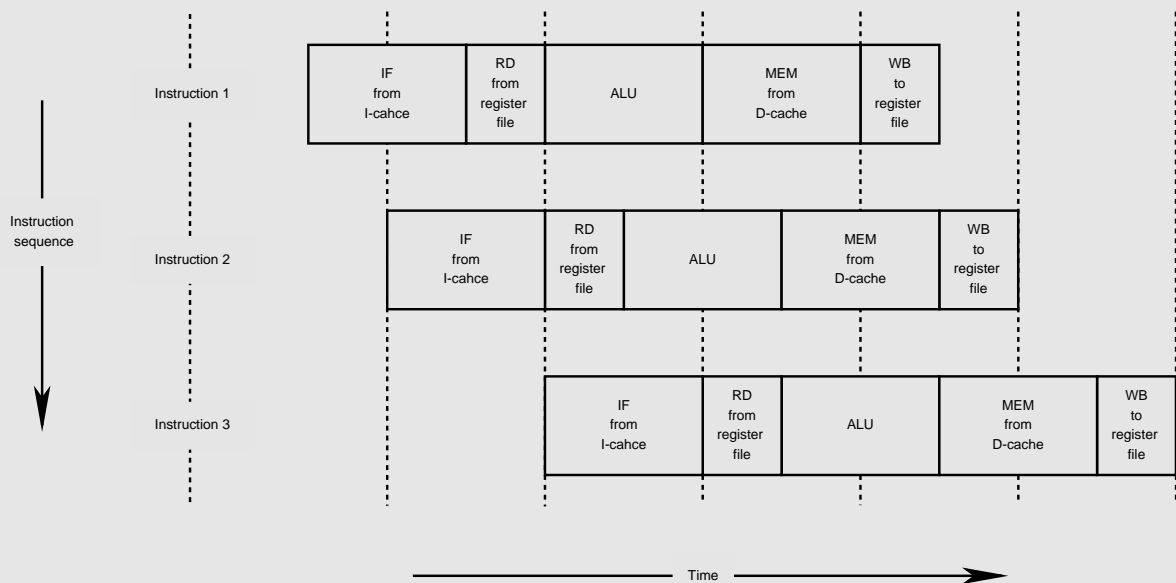 Instruction 1
IF
from
I-cahce
RD
from
register
file
ALU
MEM
from
D-cache
WB
to
register
file
Instruction
sequence
Instruction 2
IF
from
I-cahce
RD
from
register
file
ALU
MEM
from
D-cache
WB
to
register
file
Instruction 3
IF
from
I-cahce
RD
from
register
file
ALU
MEM
from
D-cache
WB
to
register
file
Time